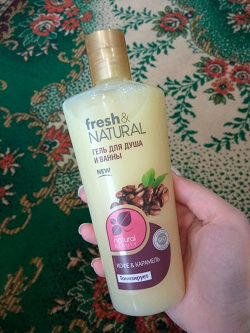 fresh&
NATURAL
ГЕЛЬ ДЛЯ ДУША
И ВАННЫ
NEW
natural
КОФЕ & КАРАМЕЛЬ
Тонизирует